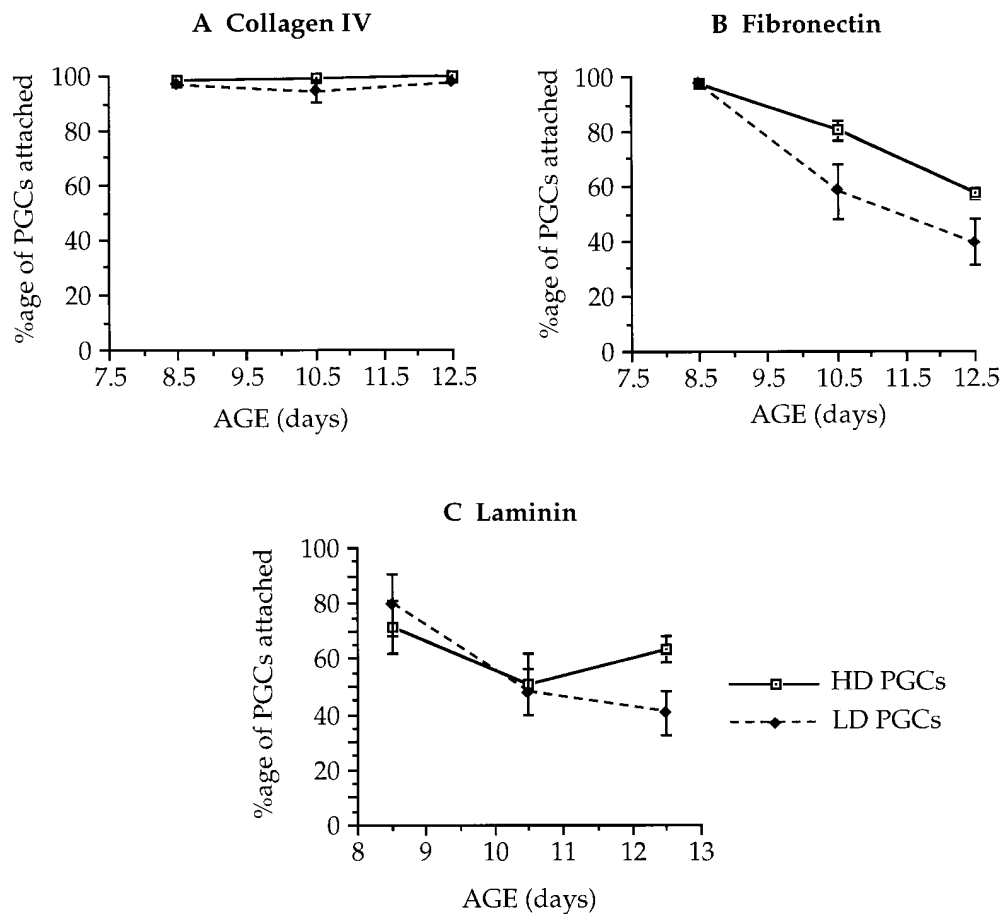 A Collagen IV
%age of PGCs attached
100
80
60
40
20
0
7.5 8.5 9.5 10.5 11.5 12.5
AGE (days)
B Fibronectin
%age of PGCs attached
100
80
60
40
20
0
7.5 8.5 9.5 10.5 11.5 12.5
AGE (days)
C Laminin
%age of PGCs attached
100
80
60
40
20
0
8 9 10 11 12 13
AGE (days)
HD PGCs
LD PGCs